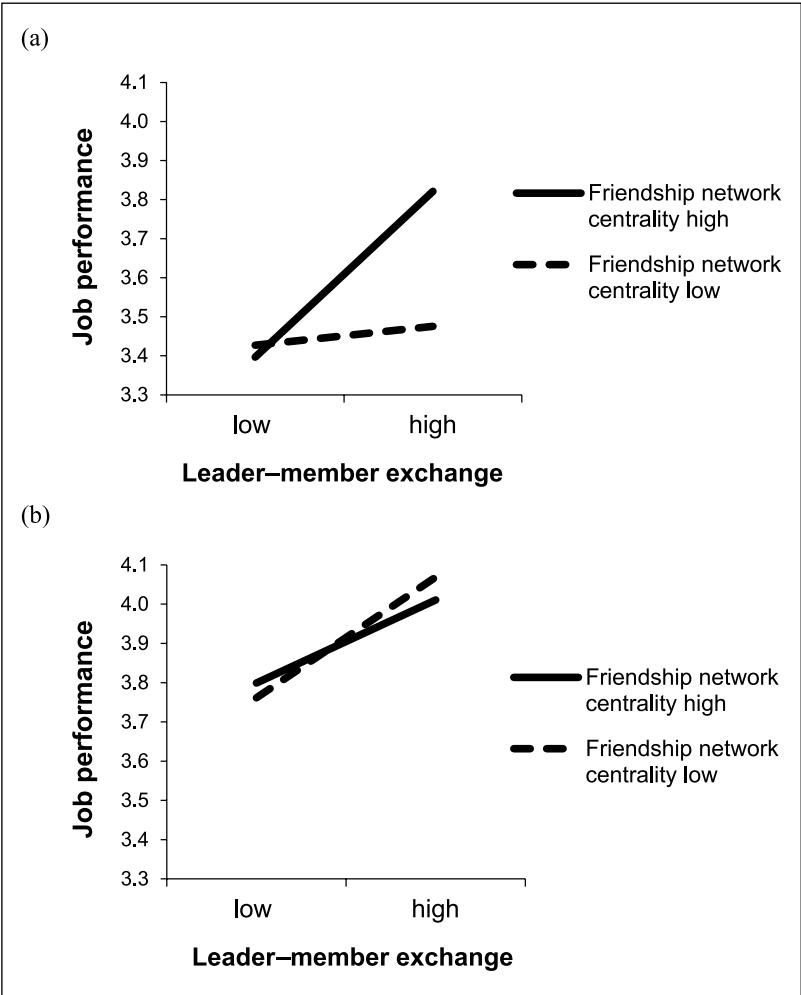 (a)
4.1
4.0
3.9
3.8
3.7
3.6
3.5
3.4
3.3
Job performance
low
high
Leader–member exchange
Friendship network
centrality high
Friendship network
centrality low
(b)
4.1
4.0
3.9
3.8
3.7
3.6
3.5
3.4
3.3
Job performance
low
high
Leader–member exchange
Friendship network
centrality high
Friendship network
centrality low